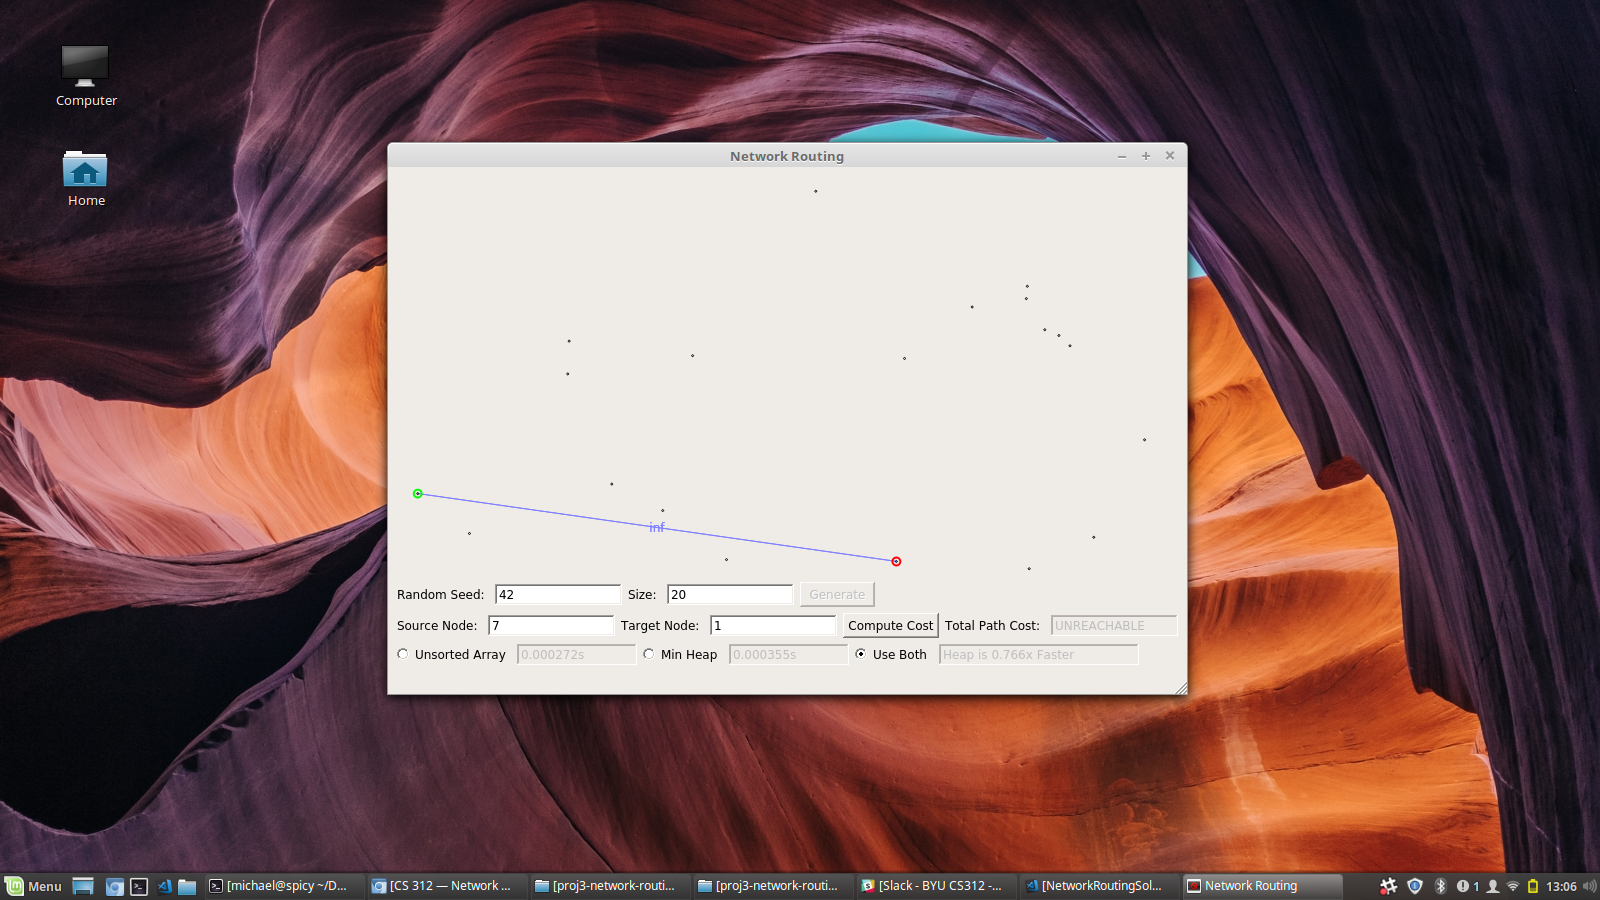 Computer
Home
Network Routing
inf
Random Seed: 42 Size: 20 Generate
Source Node: 7 Target Node: 1 Compute Cost Total Path Cost: UNREACHABLE
Unsorted Array 0.000272s Min Heap 0.000355s Use Both Heap is 0.766x Faster
Menu [michael@spicy ~/D... [CS 312 — Network ... [proj3-network-routi... [proj3-network-routi... [Slack - BYU CS312 -... [NetworkRoutingSol... Network Routing 1 13:06